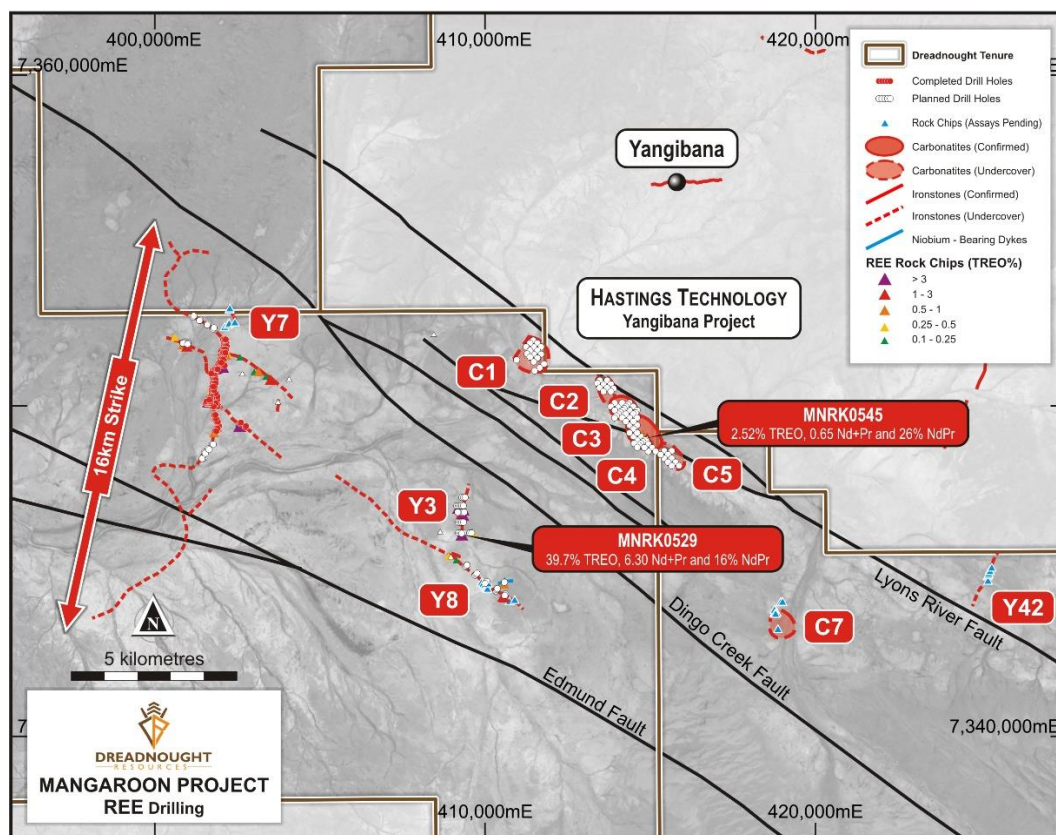 400,000mE
410,000mE
420,000mE
7,360,000mE
Dreadnought Tenure
Completed Drill Holes
Planned Drill Holes
Rock Chips (Assays Pending)
Carbonatites (Confirmed)
Carbonatites (Undercover)
Ironstones (Confirmed)
Ironstones (Undercover)
Niobium - Bearing Dykes
REE Rock Chips (TREO%)
> 3
1 - 3
0.5 - 1
0.25 - 0.5
0.1 - 0.25
Yangibana
HASTINGS TECHNOLOGY
Yangibana Project
16km Strike
Y7
C1
C2
C3
C4
C5
MNRK0545
2.52% TREO, 0.65 Nd+Pr and 26% NdPr
Y3
MNRK0529
39.7% TREO, 6.30 Nd+Pr and 16% NdPr
Y8
Y42
C7
Lyons River Fault
Dingo Creek Fault
Edmund Fault
N
5 kilometres
7,340,000mE
DREADNOUGHT
RESOURCES
MANGAROON PROJECT
REE Drilling
410,000mE
420,000mE